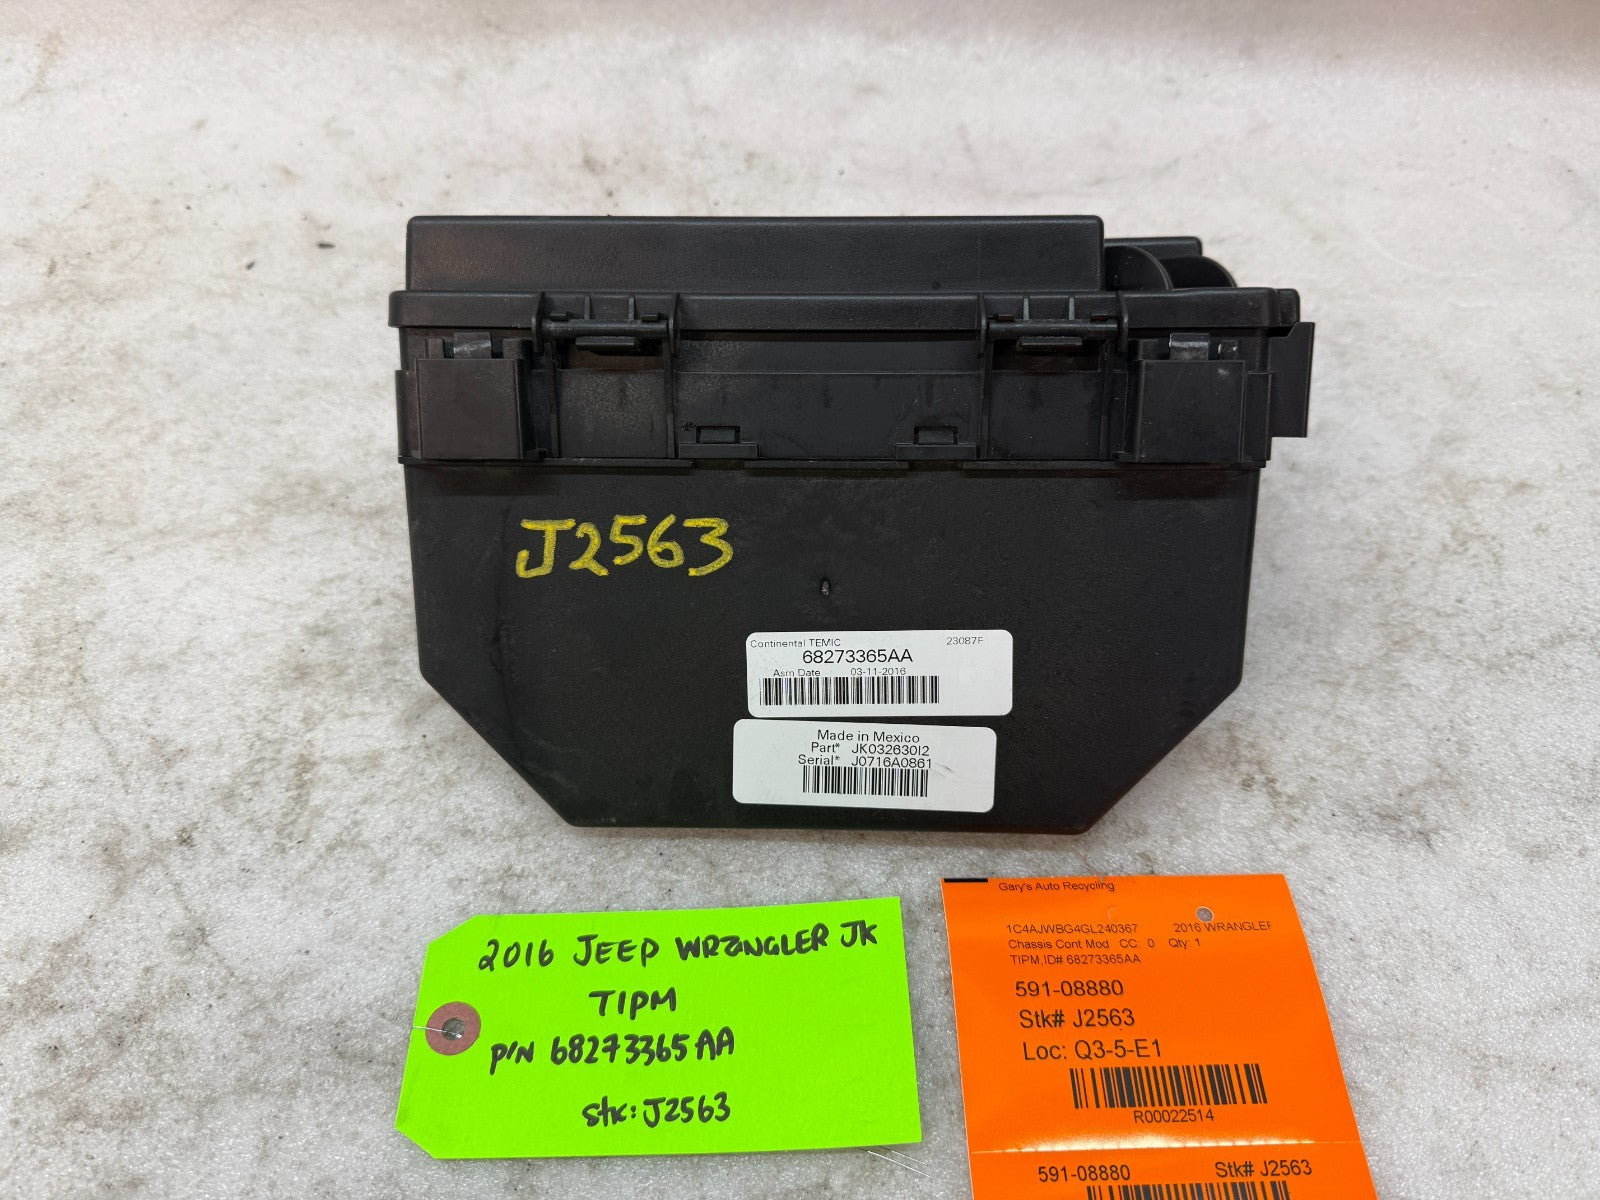 J2563
Continental TEMIC 23087F
68273365AA
Asm Date 03-11-2016
Made in Mexico
Part* JK032630I2
Serial* J0716A0861
2016 JEEP WRANGLER JK
TIPM
P/N 68273365AA
Stk: J2563
Gary's Auto Recycling
1C4AJWBG4GL240367 2016 WRANGLER
Chassis Cont Mod CC: 0 Qty: 1
TIPM,ID# 68273365AA
591-08880
Stk# J2563
Loc: Q3-5-E1
R00022514
591-08880 Stk# J2563